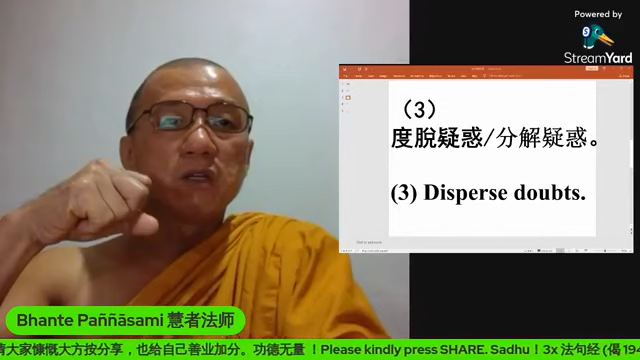 Powered by
StreamYard
（3）
度脫疑惑/分解疑惑。
(3) Disperse doubts.
Bhante Paññāsami 慧者法师
请大家慷慨大方按分享，也给自己善业加分。功德无量 ！Please kindly press SHARE. Sadhu ! 3x 法句经 (偈 194